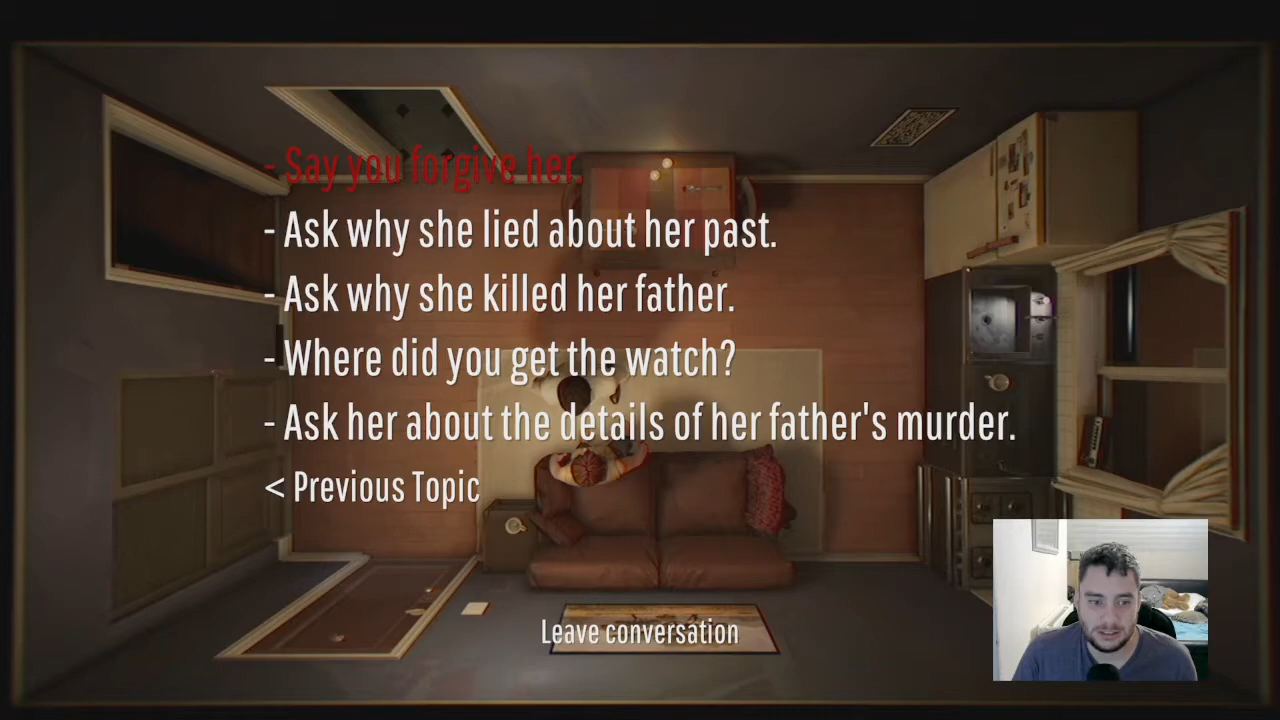 - Say you forgive her.
- Ask why she lied about her past.
- Ask why she killed her father.
- Where did you get the watch?
- Ask her about the details of her father's murder.
< Previous Topic
Leave conversation